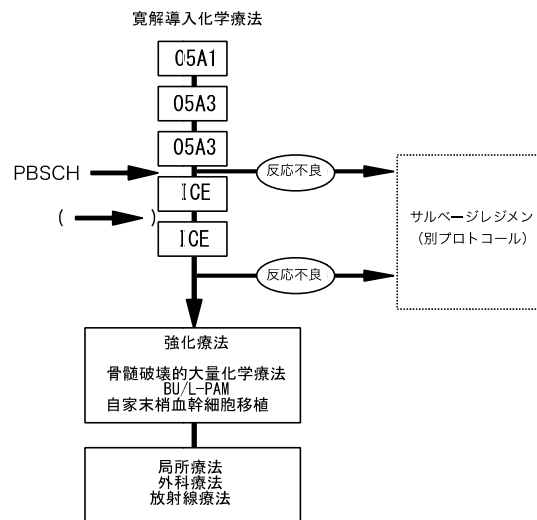 寛解導入化学療法
05A1
05A3
05A3
PBSCH
反応不良
ICE
サルベージレジメン
(別プロトコール)
( )
ICE
反応不良
強化療法
骨髄破壊的大量化学療法
BU/L-PAM
自家末梢血幹細胞移植
局所療法
外科療法
放射線療法